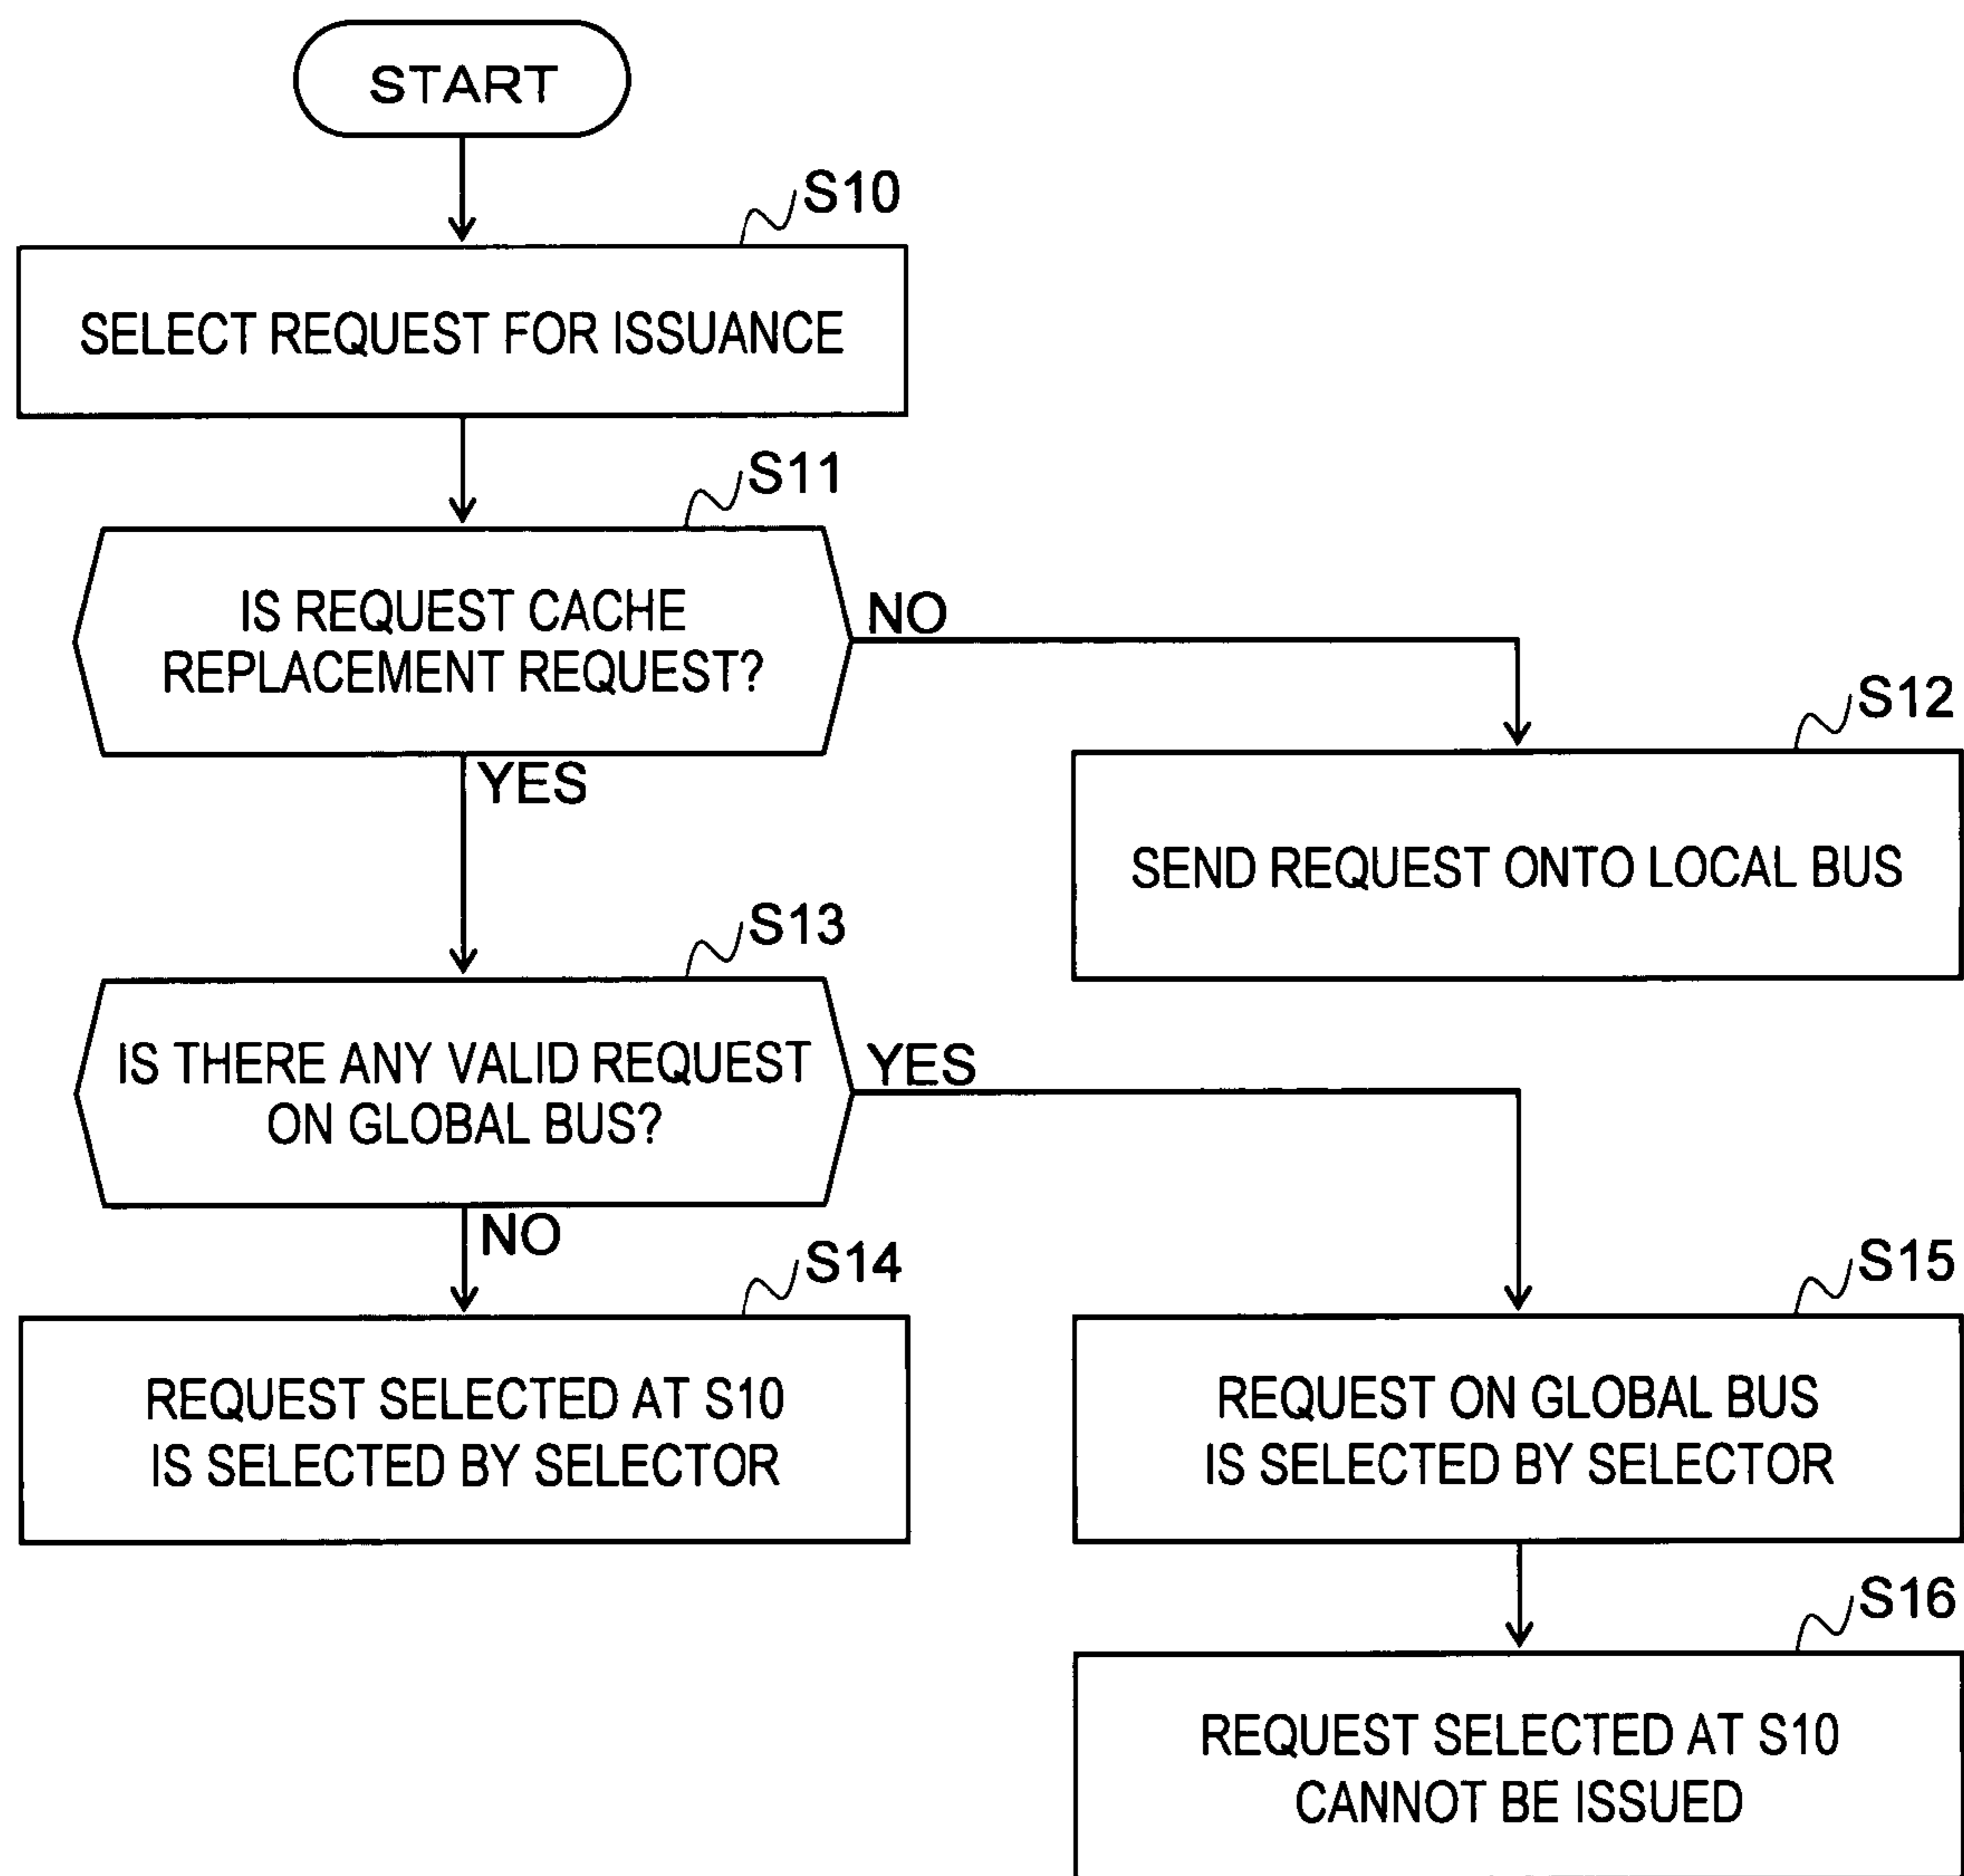 START
S10
SELECT REQUEST FOR ISSUANCE
S11
IS REQUEST CACHE
REPLACEMENT REQUEST?
NO
YES
S12
SEND REQUEST ONTO LOCAL BUS
S13
IS THERE ANY VALID REQUEST
ON GLOBAL BUS?
YES
NO
S14
REQUEST SELECTED AT S10
IS SELECTED BY SELECTOR
S15
REQUEST ON GLOBAL BUS
IS SELECTED BY SELECTOR
S16
REQUEST SELECTED AT S10
CANNOT BE ISSUED